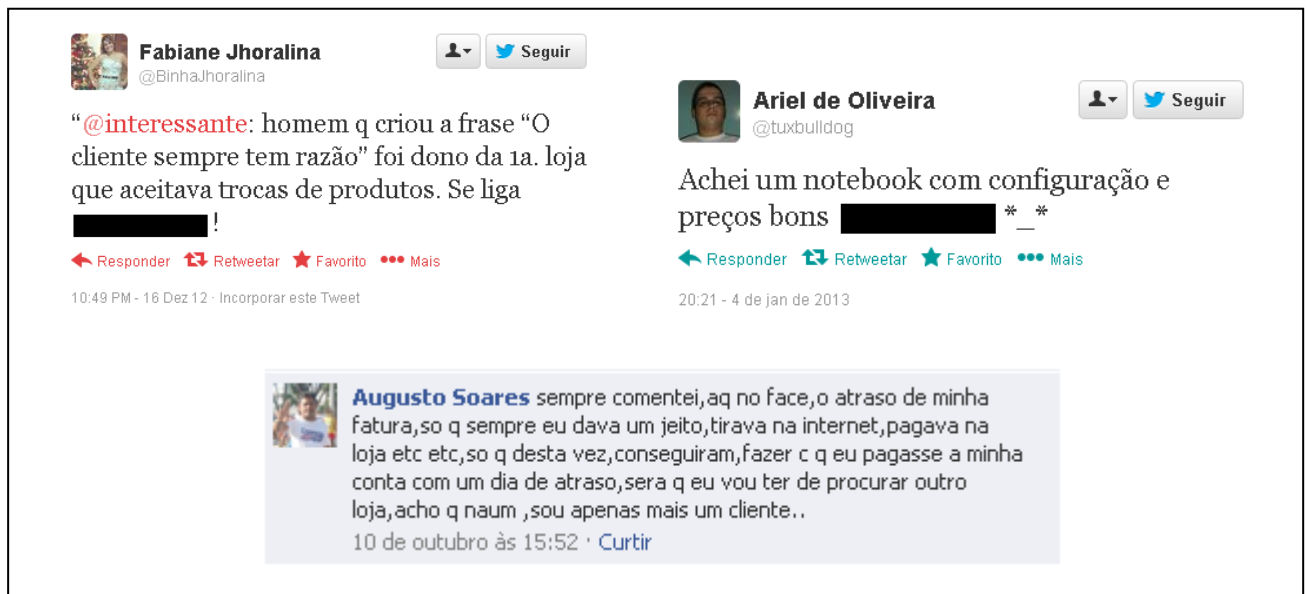 Fabiane Jhoralina
@BinhaJhoralina
Seguir
“@interessante: homem q criou a frase “O
cliente sempre tem razão” foi dono da 1a. loja
que aceitava trocas de produtos. Se liga
!
Responder Retweetar Favorito Mais
10:49 PM - 16 Dez 12 · Incorporar este Tweet
Ariel de Oliveira
@tuxbulldog
Seguir
Achei um notebook com configuração e
preços bons *_*
Responder Retweetar Favorito Mais
20:21 - 4 de jan de 2013
Augusto Soares sempre comentei,aq no face,o atraso de minha
fatura,so q sempre eu dava um jeito,tirava na internet,pagava na
loja etc etc,so q desta vez,conseguiram,fazer c q eu pagasse a minha
conta com um dia de atraso,sera q eu vou ter de procurar outro
loja,acho q naum ,sou apenas mais um cliente..
10 de outubro às 15:52 · Curtir